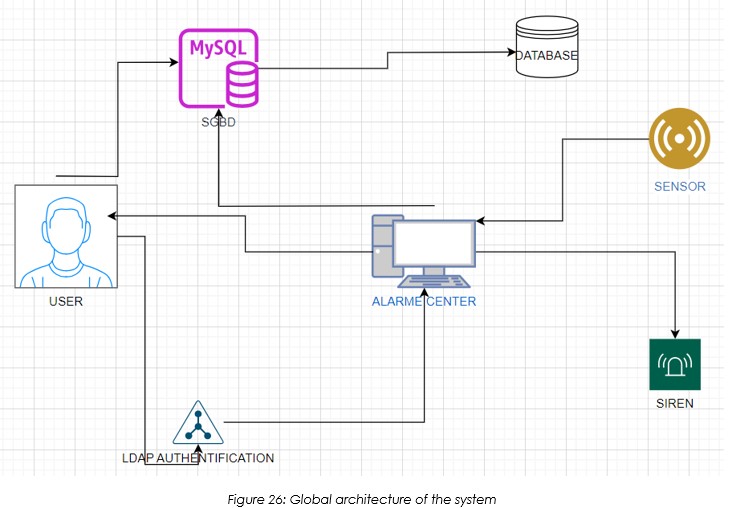 MySQL
DATABASE
SGBD
SENSOR
USER
ALARME CENTER
SIREN
LDAP AUTHENTIFICATION
Figure 26: Global architecture of the system